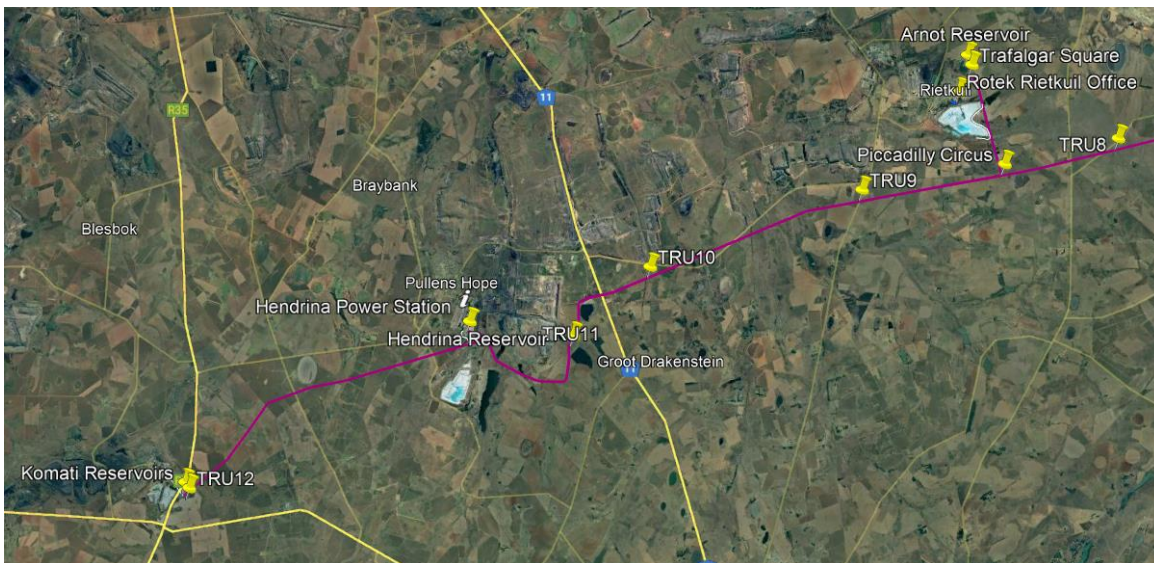 Arnot Reservoir
Trafalgar Square
Rotek Rietkuil Office
R35
11
TRU8
Piccadilly Circus
TRU9
Braybank
Blesbok
TRU10
Pullens Hope
Hendrina Power Station
Hendrina Reservoir
TRU11
Groot Drakenstein
11
Komati Reservoirs
TRU12